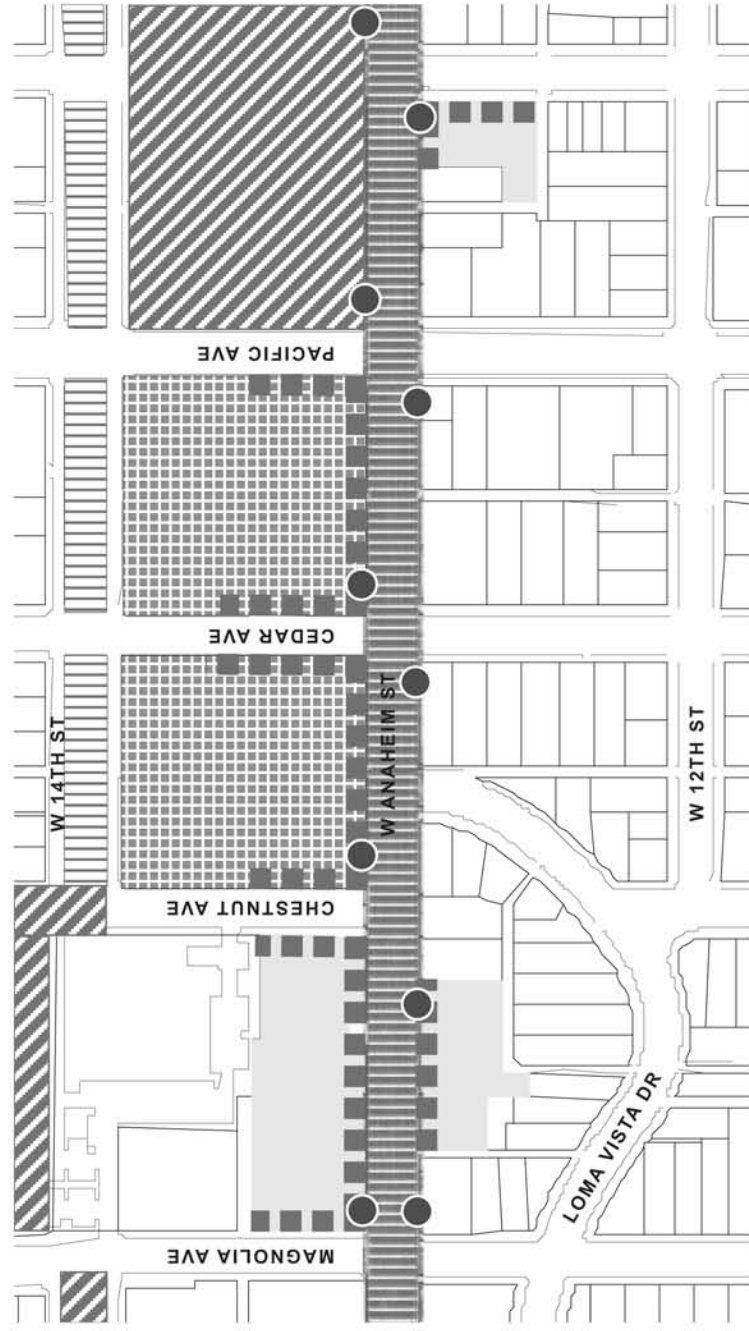 PACIFIC AVE
CEDAR AVE
W 14TH ST
W ANAHEIM ST
W 12TH ST
CHESTNUT AVE
LOMA VISTA DR
MAGNOLIA AVE